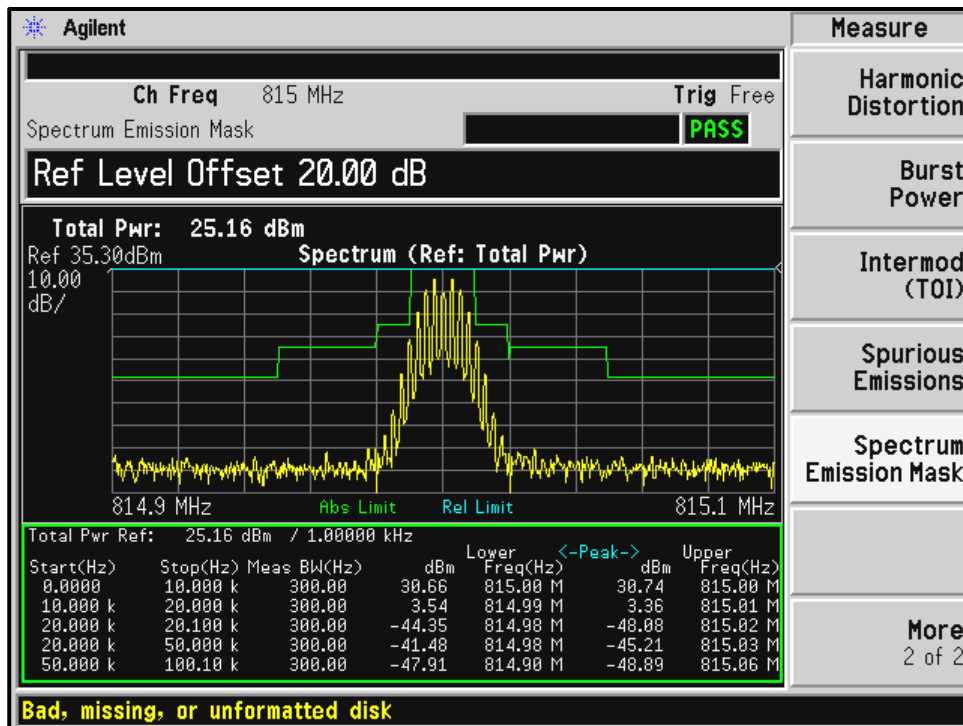 Agilent
Ch Freq 815 MHz Trig Free
Spectrum Emission Mask PASS
Ref Level Offset 20.00 dB
Total Pwr: 25.16 dBm
Ref 35.30dBm Spectrum (Ref: Total Pwr)
10.00
dB/
814.9 MHz Abs Limit Rel Limit 815.1 MHz
Total Pwr Ref: 25.16 dBm / 1.00000 kHz
Lower <-Peak-> Upper
Start(Hz) Stop(Hz) Meas BW(Hz) dBm Freq(Hz) dBm Freq(Hz)
0.0000 10.000 k 300.00 30.66 815.00 M 30.74 815.00 M
10.000 k 20.000 k 300.00 3.54 814.99 M 3.36 815.01 M
20.000 k 20.100 k 300.00 -44.35 814.98 M -48.08 815.02 M
20.000 k 50.000 k 300.00 -41.48 814.98 M -45.21 815.03 M
50.000 k 100.10 k 300.00 -47.91 814.90 M -48.89 815.06 M
Bad, missing, or unformatted disk
Measure
Harmonic
Distortion
Burst
Power
Intermod
(TOI)
Spurious
Emissions
Spectrum
Emission Mask
More
2 of 2